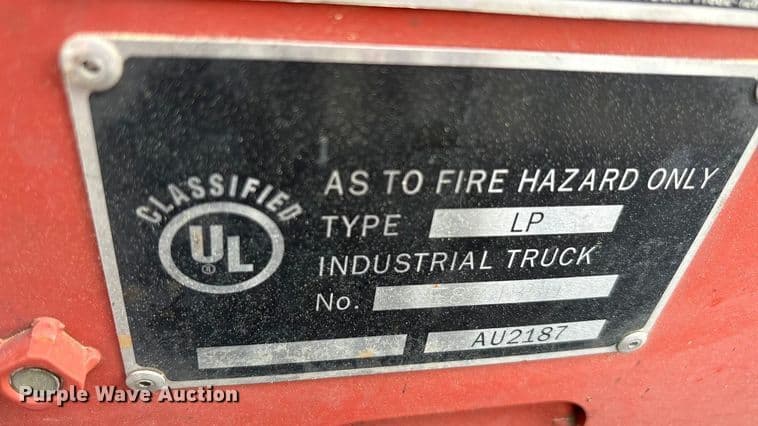 AS TO FIRE HAZARD ONLY
CLASSIFIED
UL®
TYPE LP
INDUSTRIAL TRUCK
No.
AU2187
Purple Wave Auction